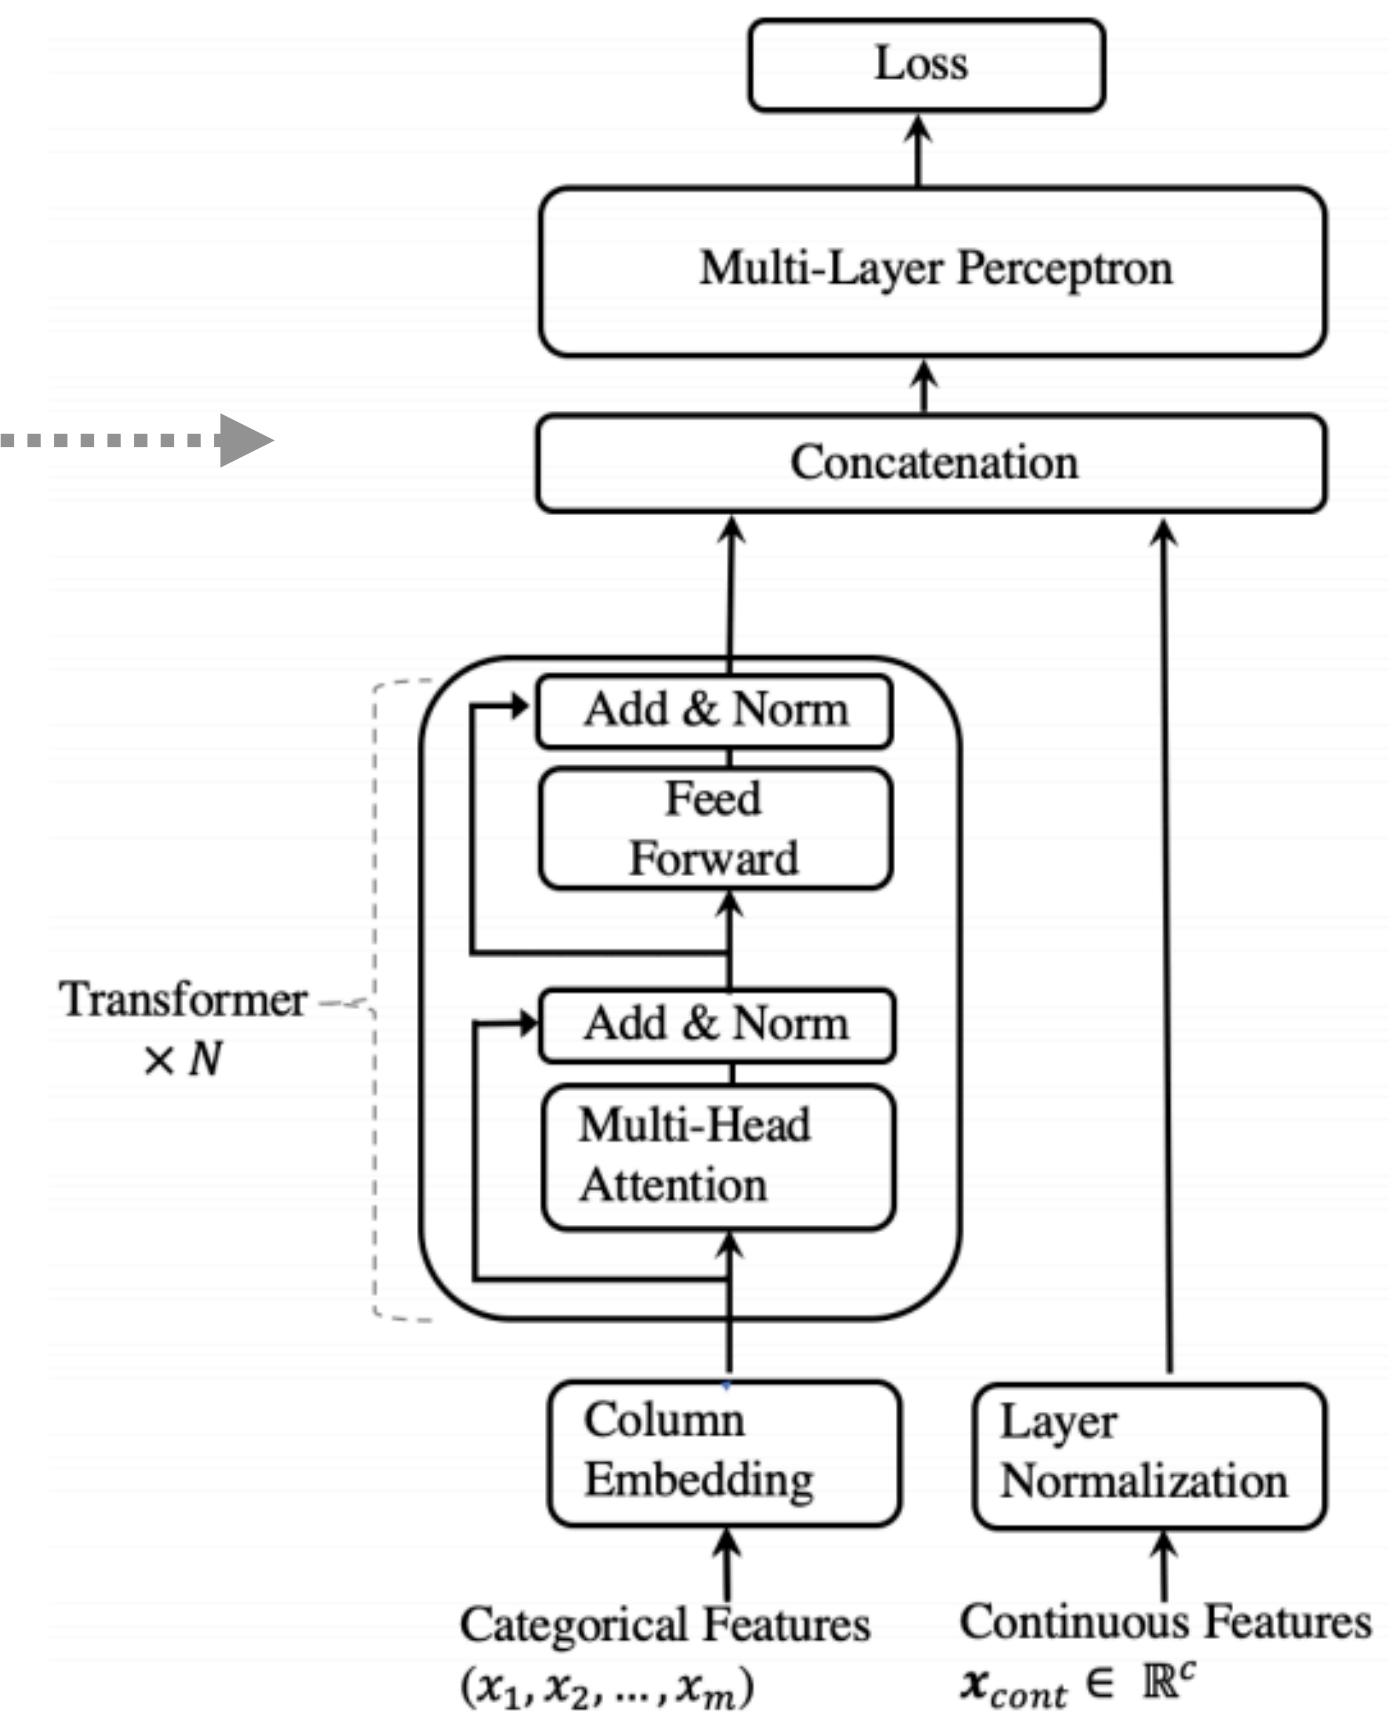 Loss
Multi-Layer Perceptron
Concatenation
Add & Norm
Feed
Forward
Transformer
× N
Add & Norm
Multi-Head
Attention
Column
Embedding
Layer
Normalization
Categorical Features
(x₁, x₂, ..., xₘ)
Continuous Features
x_cont ∈ ℝᶜ